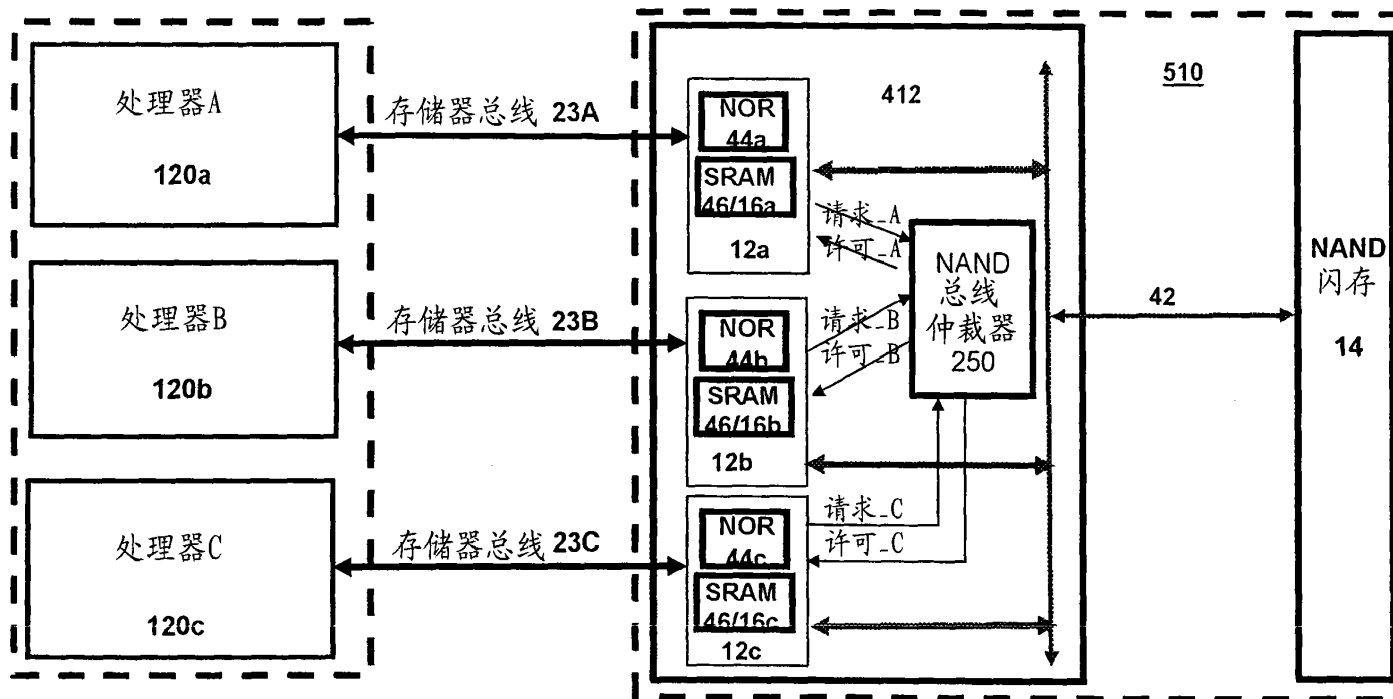 处理器A
120a
存储器总线 23A
处理器B
120b
存储器总线 23B
处理器C
120c
存储器总线 23C
NOR
44a
SRAM
46/16a
12a
NOR
44b
SRAM
46/16b
12b
NOR
44c
SRAM
46/16c
12c
412
请求_A
许可_A
请求_B
许可_B
请求_C
许可_C
NAND
总线
仲裁器
250
42
510
NAND
闪存
14